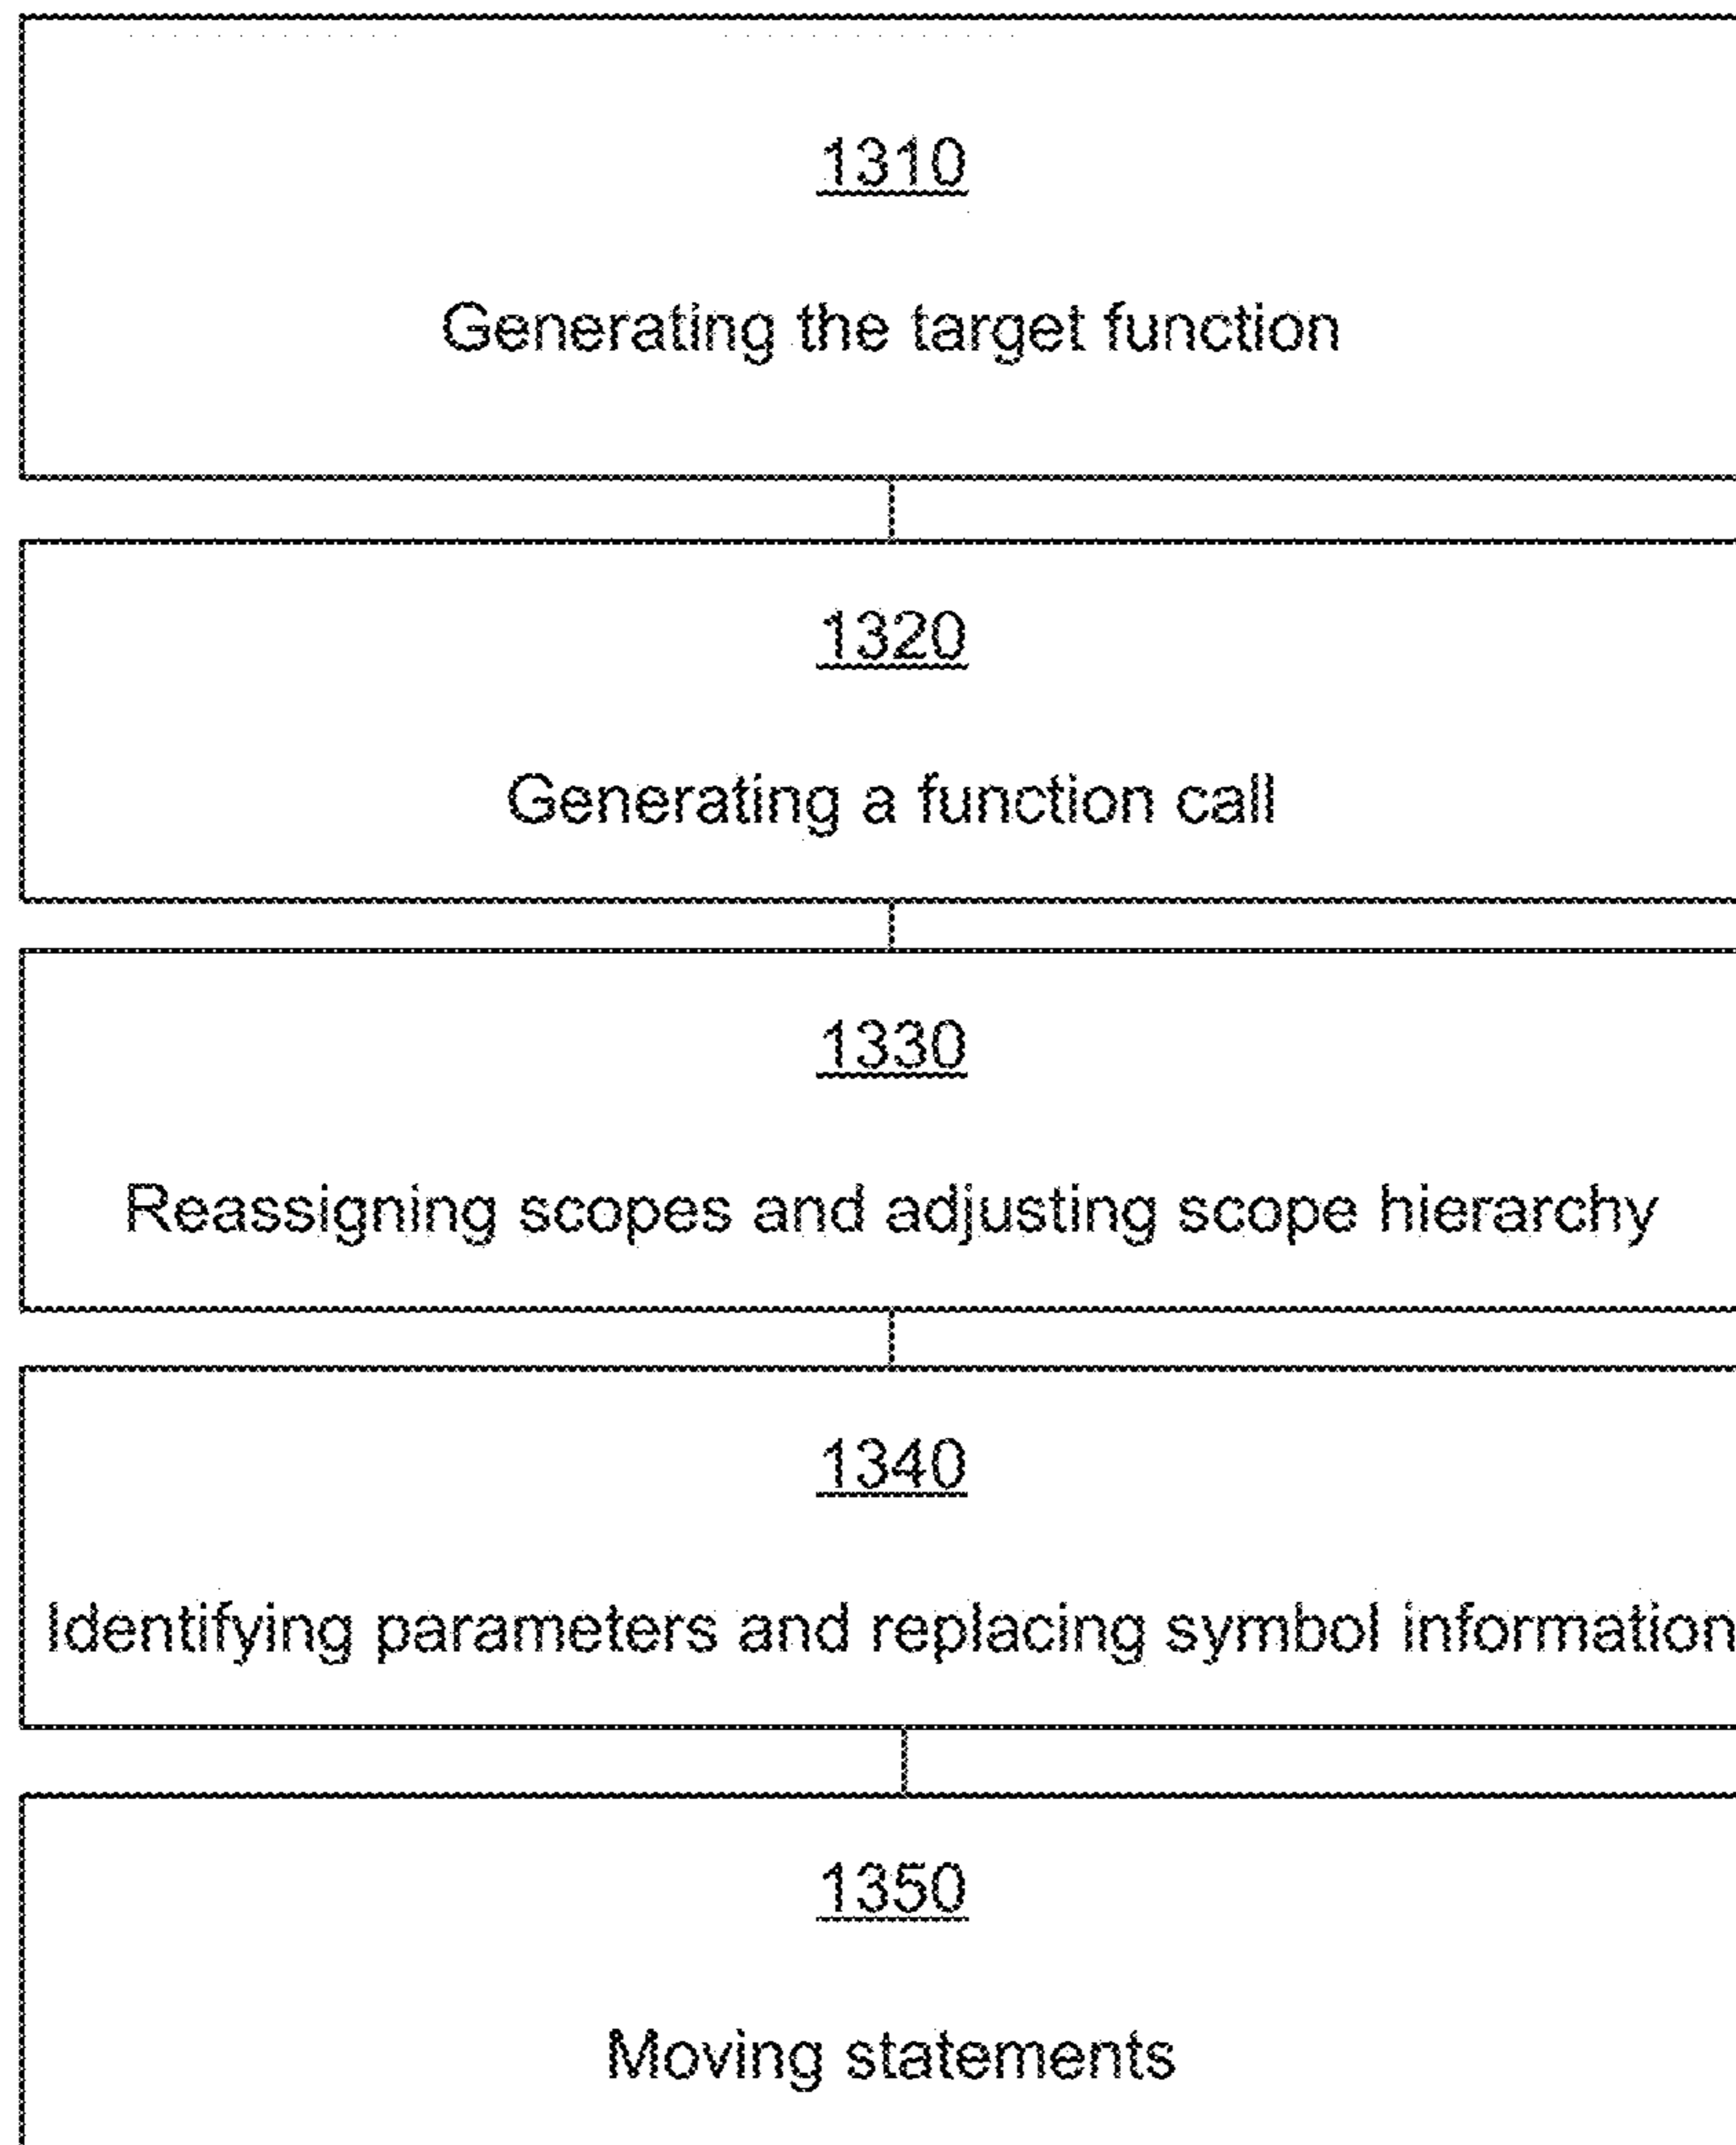 1310
Generating the target function
1320
Generating a function call
1330
Reassigning scopes and adjusting scope hierarchy
1340
Identifying parameters and replacing symbol information
1350
Moving statements